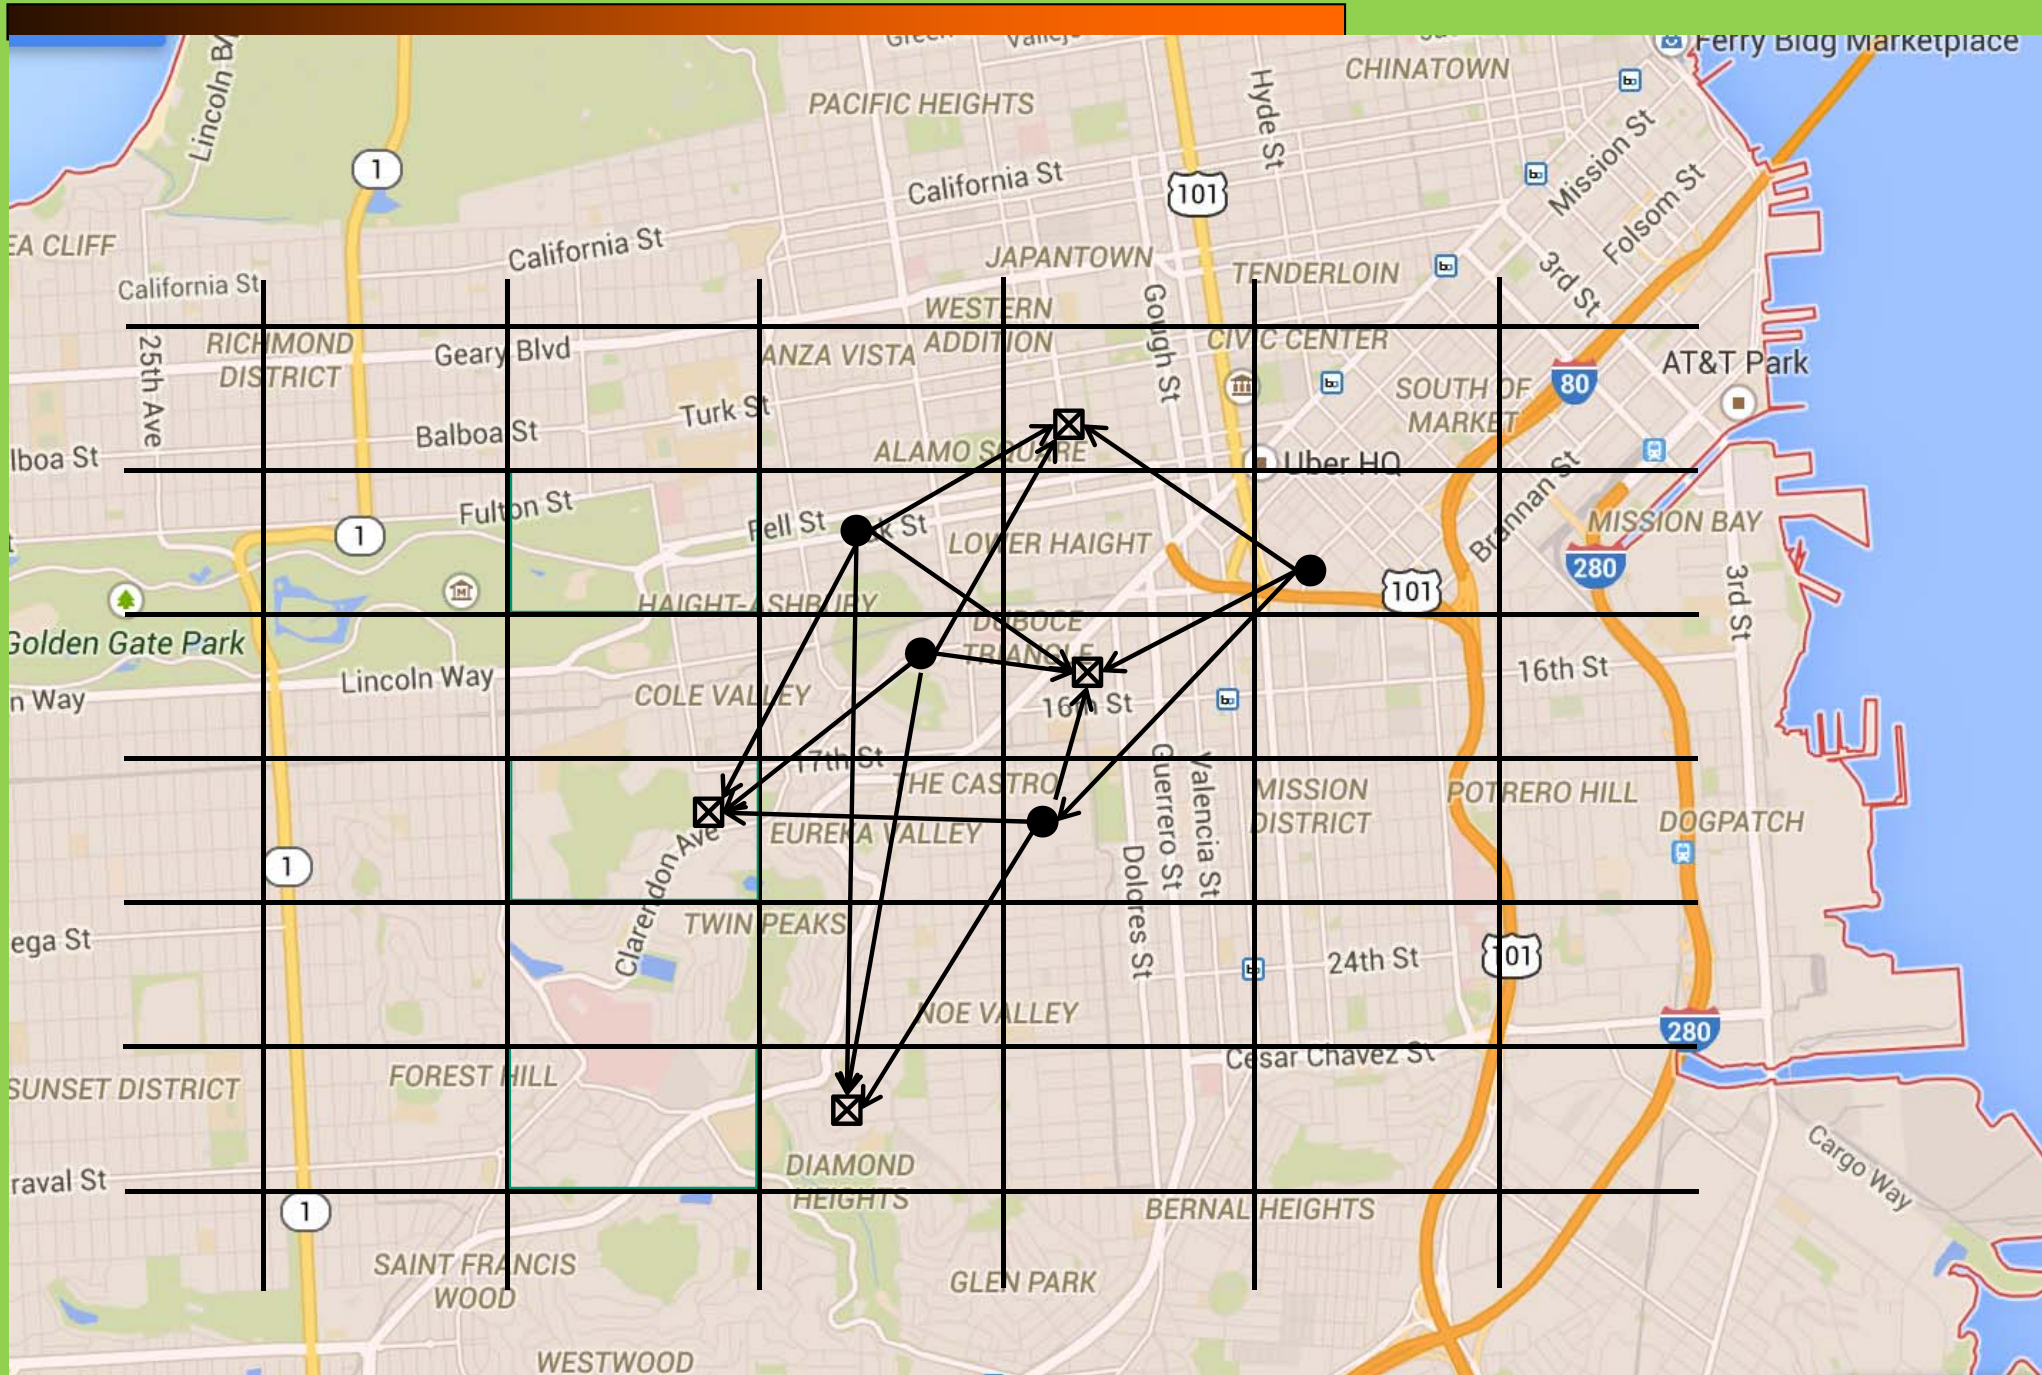 Ferry Bldg Marketplace
CHINATOWN
Lincoln
PACIFIC HEIGHTS
Hyde St
Mission St
1
California St
101
Folsom St
EA CLIFF
California St
JAPANTOWN
TENDERLOIN
3rd St
California St
WESTERN
ADDITION
Gough St
CIVIC CENTER
25th Ave
RICHMOND
DISTRICT
Geary Blvd
ANZA VISTA
AT&T Park
80
SOUTH OF
MARKET
Turk St
Balboa St
lboa St
ALAMO SQUARE
Uber HQ
Brannan St
Fulton St
Fell St
k St
MISSION BAY
1
LOWER HAIGHT
280
101
3rd St
HAIGHT-ASHBURY
DUBOCE
TRIANGLE
Golden Gate Park
16th St
Lincoln Way
n Way
COLE VALLEY
16th St
17th St
THE CASTRO
Guerrero St
Valencia St
MISSION
DISTRICT
POTRERO HILL
DOGPATCH
EUREKA VALLEY
1
Clarendon Ave
Dolores St
TWIN PEAKS
ega St
24th St
101
NOE VALLEY
280
Cesar Chavez St
SUNSET DISTRICT
FOREST HILL
DIAMOND
HEIGHTS
Cargo Way
raval St
1
BERNAL HEIGHTS
SAINT FRANCIS
WOOD
GLEN PARK
WESTWOOD